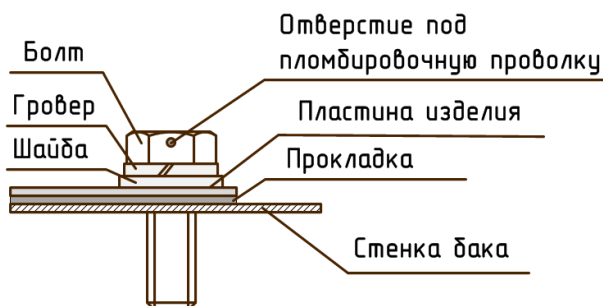 Отверстие под
пломбировочную проволку
Болт
Гровер
Пластина изделия
Шайба
Прокладка
Стенка бака